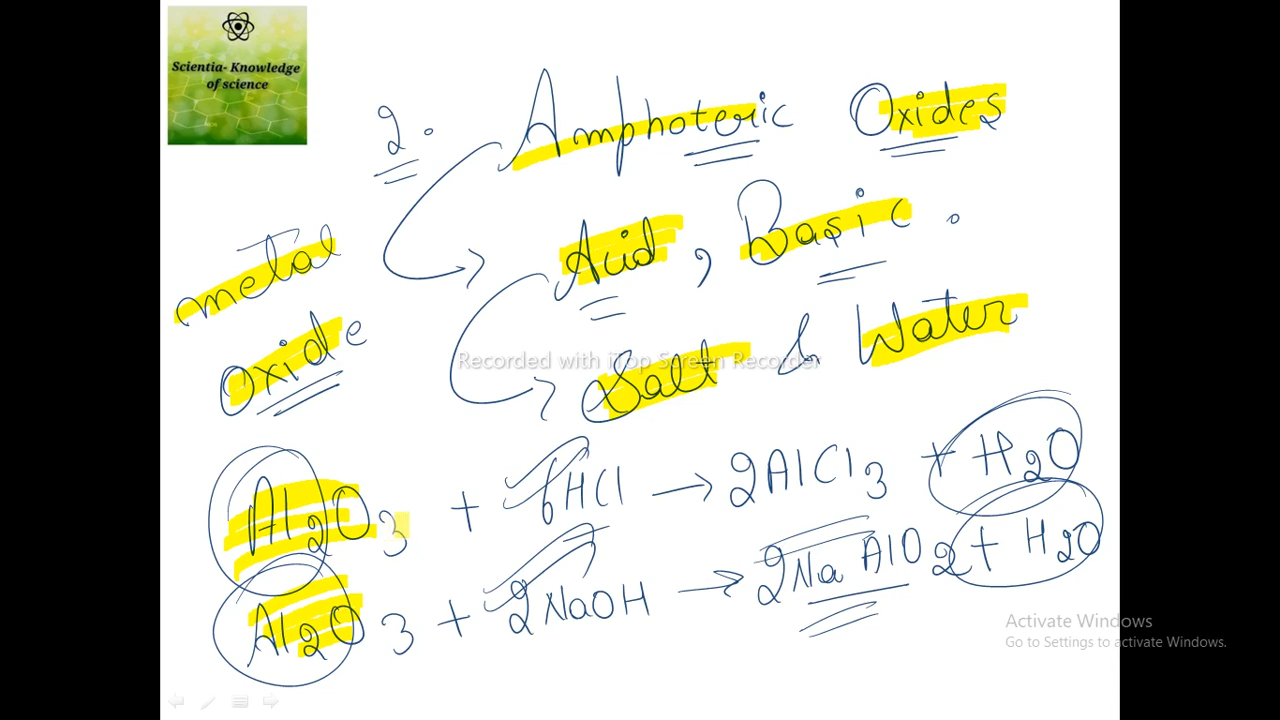 Scientia- Knowledge
of science
2. Amphoteric Oxides
Acid, Basic.
metal
oxide
Recorded with iTop Screen Recorder
Salt & Water
Al2O3 + 6HCl → 2AlCl3 + H2O
Al2O3 + 2NaOH → 2NaAlO2 + H2O
Activate Windows
Go to Settings to activate Windows.